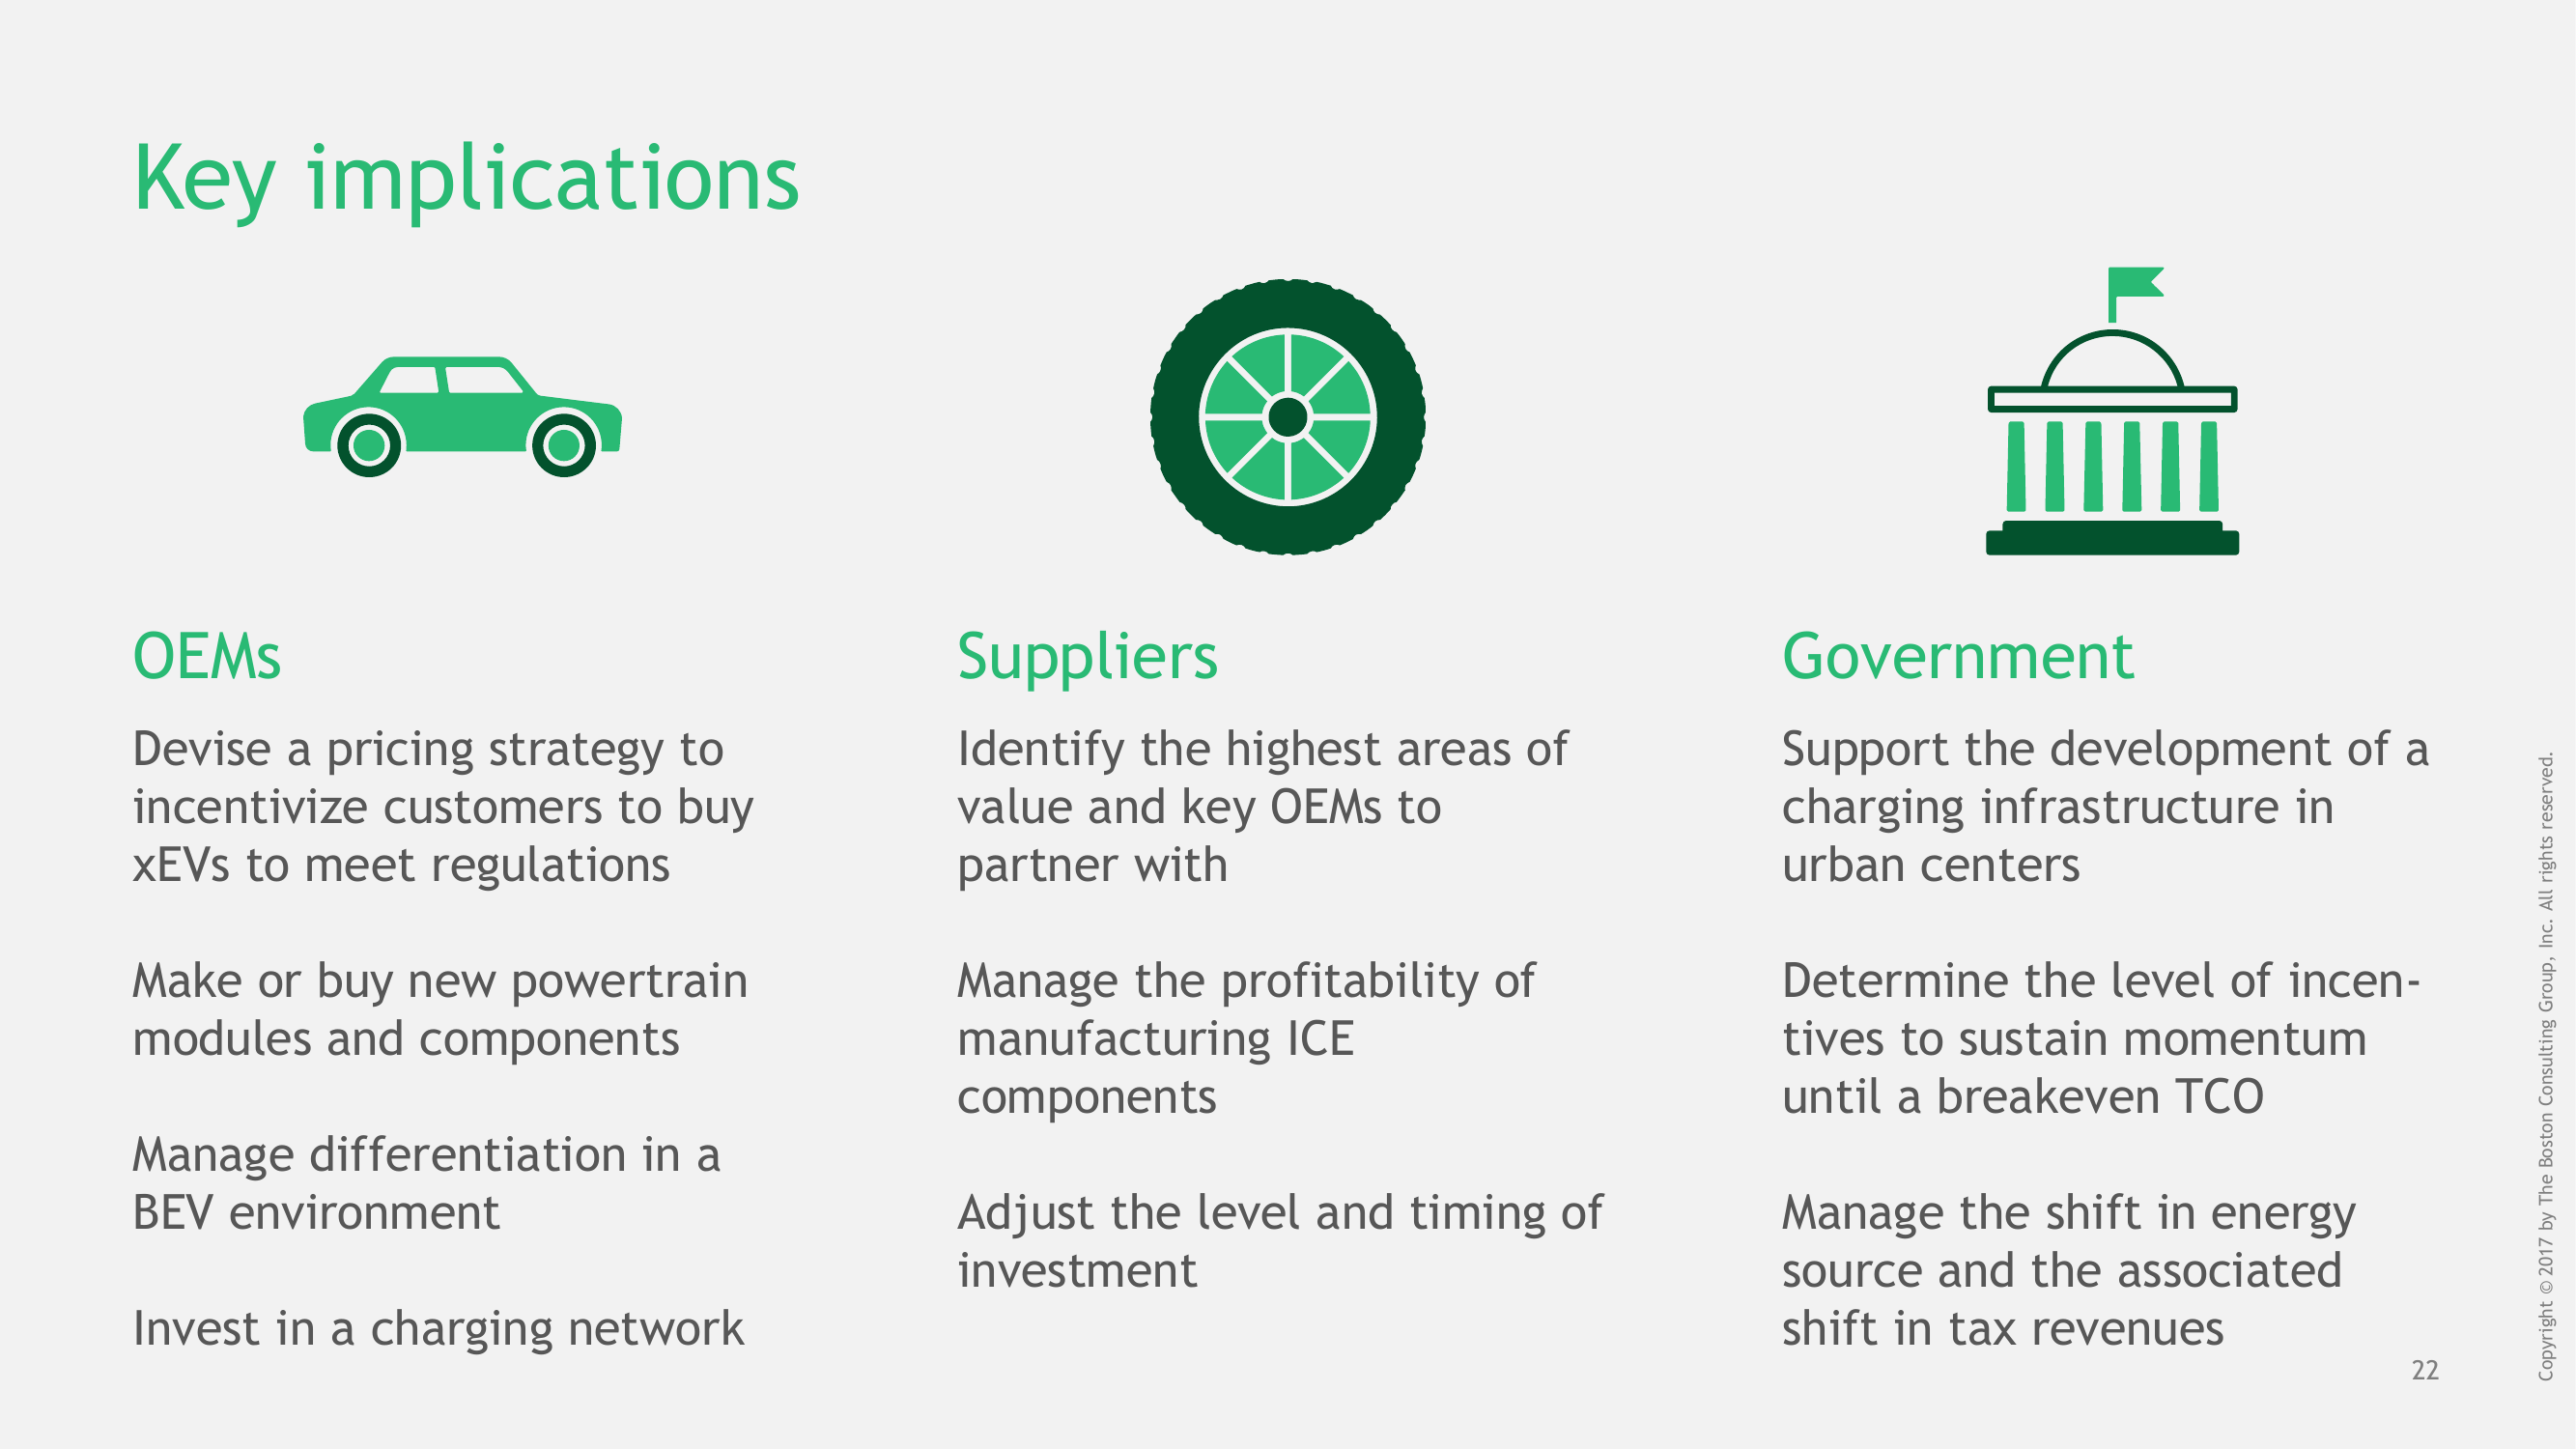 Key implications
OEMs
Devise a pricing strategy to
incentivize customers to buy
xEVs to meet regulations
Make or buy new powertrain
modules and components
Manage differentiation in a
BEV environment
Invest in a charging network
Suppliers
Identify the highest areas of
value and key OEMs to
partner with
Manage the profitability of
manufacturing ICE
components
Adjust the level and timing of
investment
Government
Support the development of a
charging infrastructure in
urban centers
Determine the level of incen-
tives to sustain momentum
until a breakeven TCO
Manage the shift in energy
source and the associated
shift in tax revenues
22
Copyright © 2017 by The Boston Consulting Group, Inc. All rights reserved.